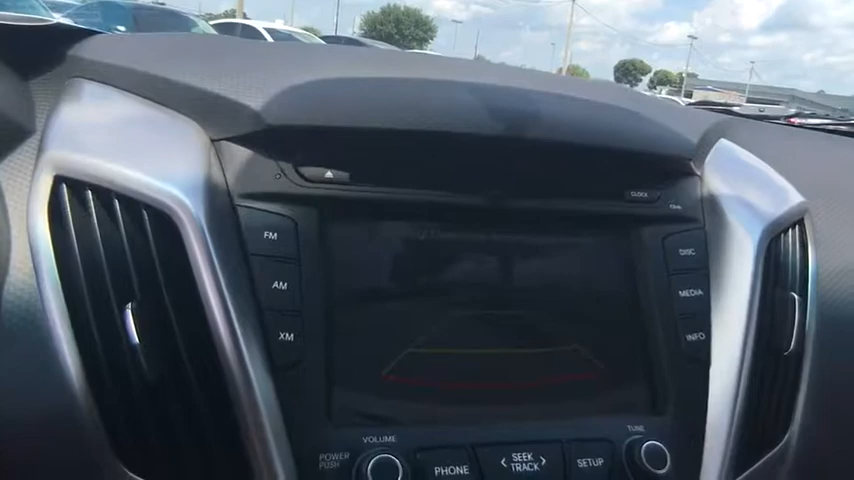 CLOCK
FM
AM
XM
DISC
MEDIA
INFO
VOLUME
POWER
PUSH
PHONE
SEEK
TRACK
SETUP
TUNE